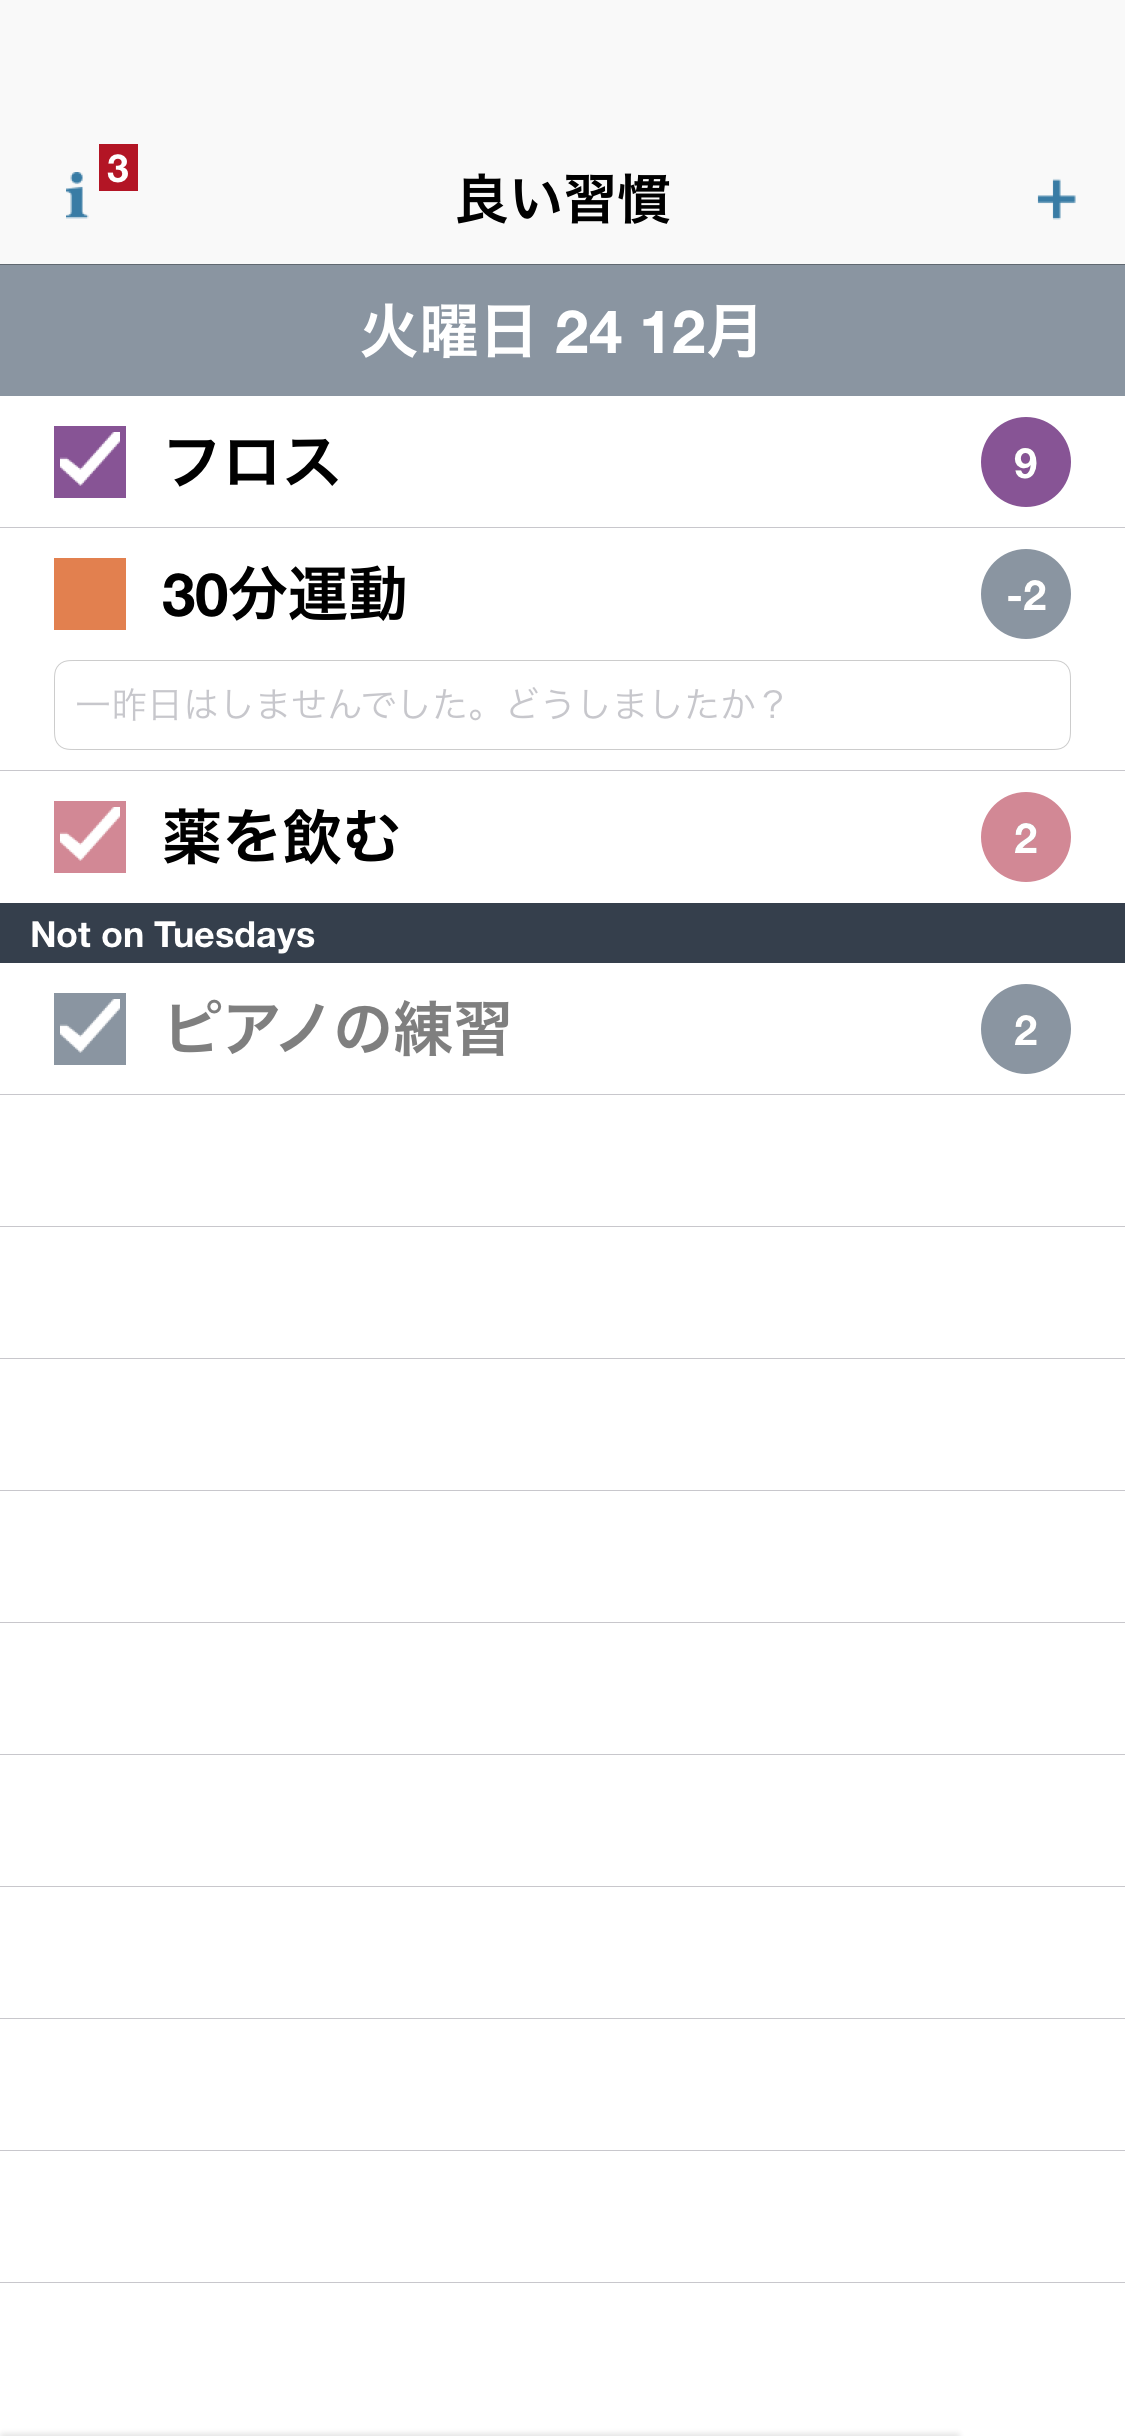 3
良い習慣
火曜日 24 12月
フロス 9
30分運動 -2
一昨日はしませんでした。どうしましたか？
薬を飲む 2
Not on Tuesdays
ピアノの練習 2